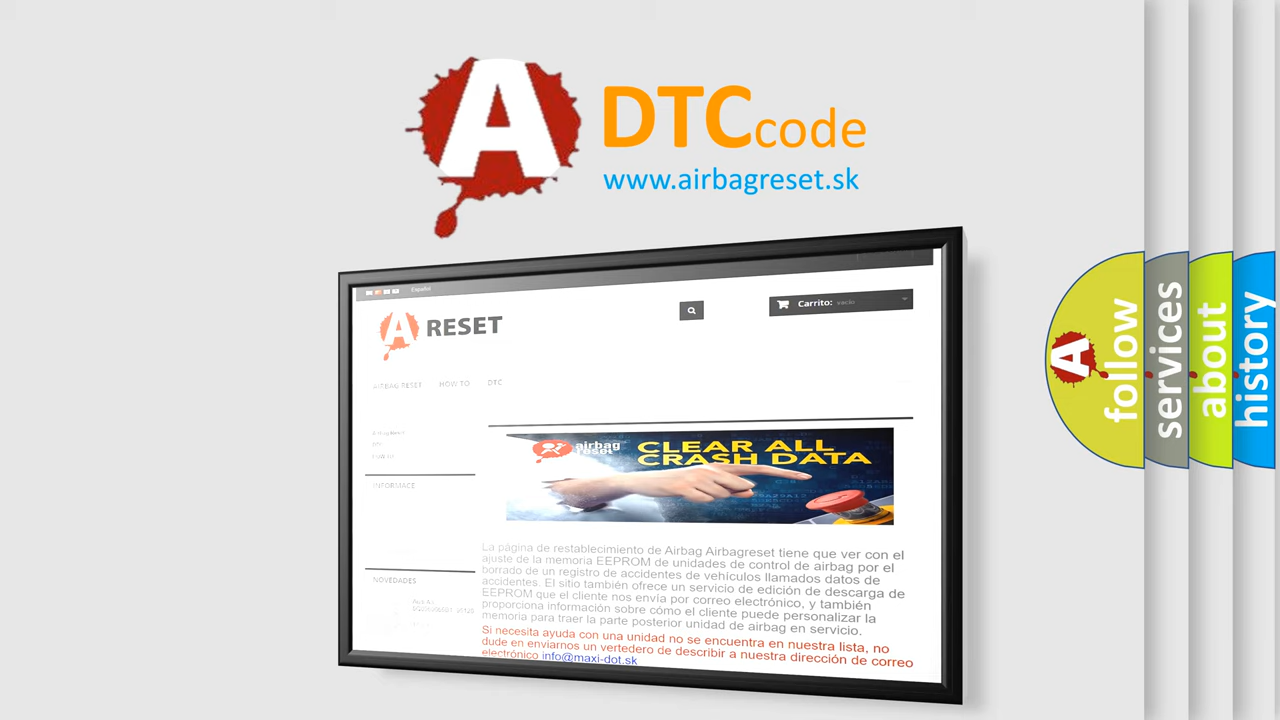 A DTC code
www.airbagreset.sk
Español
A RESET
Carrito: vacío
AIRBAG RESET HOW TO DTC
INFORMACE
airbag
reset
CLEAR ALL
CRASH DATA
La página de restablecimiento de Airbag Airbagreset tiene que ver con el
ajuste de la memoria EEPROM de unidades de control de airbag por el
borrado de un registro de accidentes de vehículos llamados datos de
accidentes. El sitio también ofrece un servicio de edición de descarga de
EEPROM que el cliente nos envía por correo electrónico, y también
proporciona información sobre cómo el cliente puede personalizar la
memoria para traer la parte posterior unidad de airbag en servicio.
Si necesita ayuda con una unidad no se encuentra en nuestra lista, no
dude en enviarnos un vertedero de describir a nuestra dirección de correo
electrónico info@maxi-dot.sk
NOVEDADES
A
follow
services
about
history